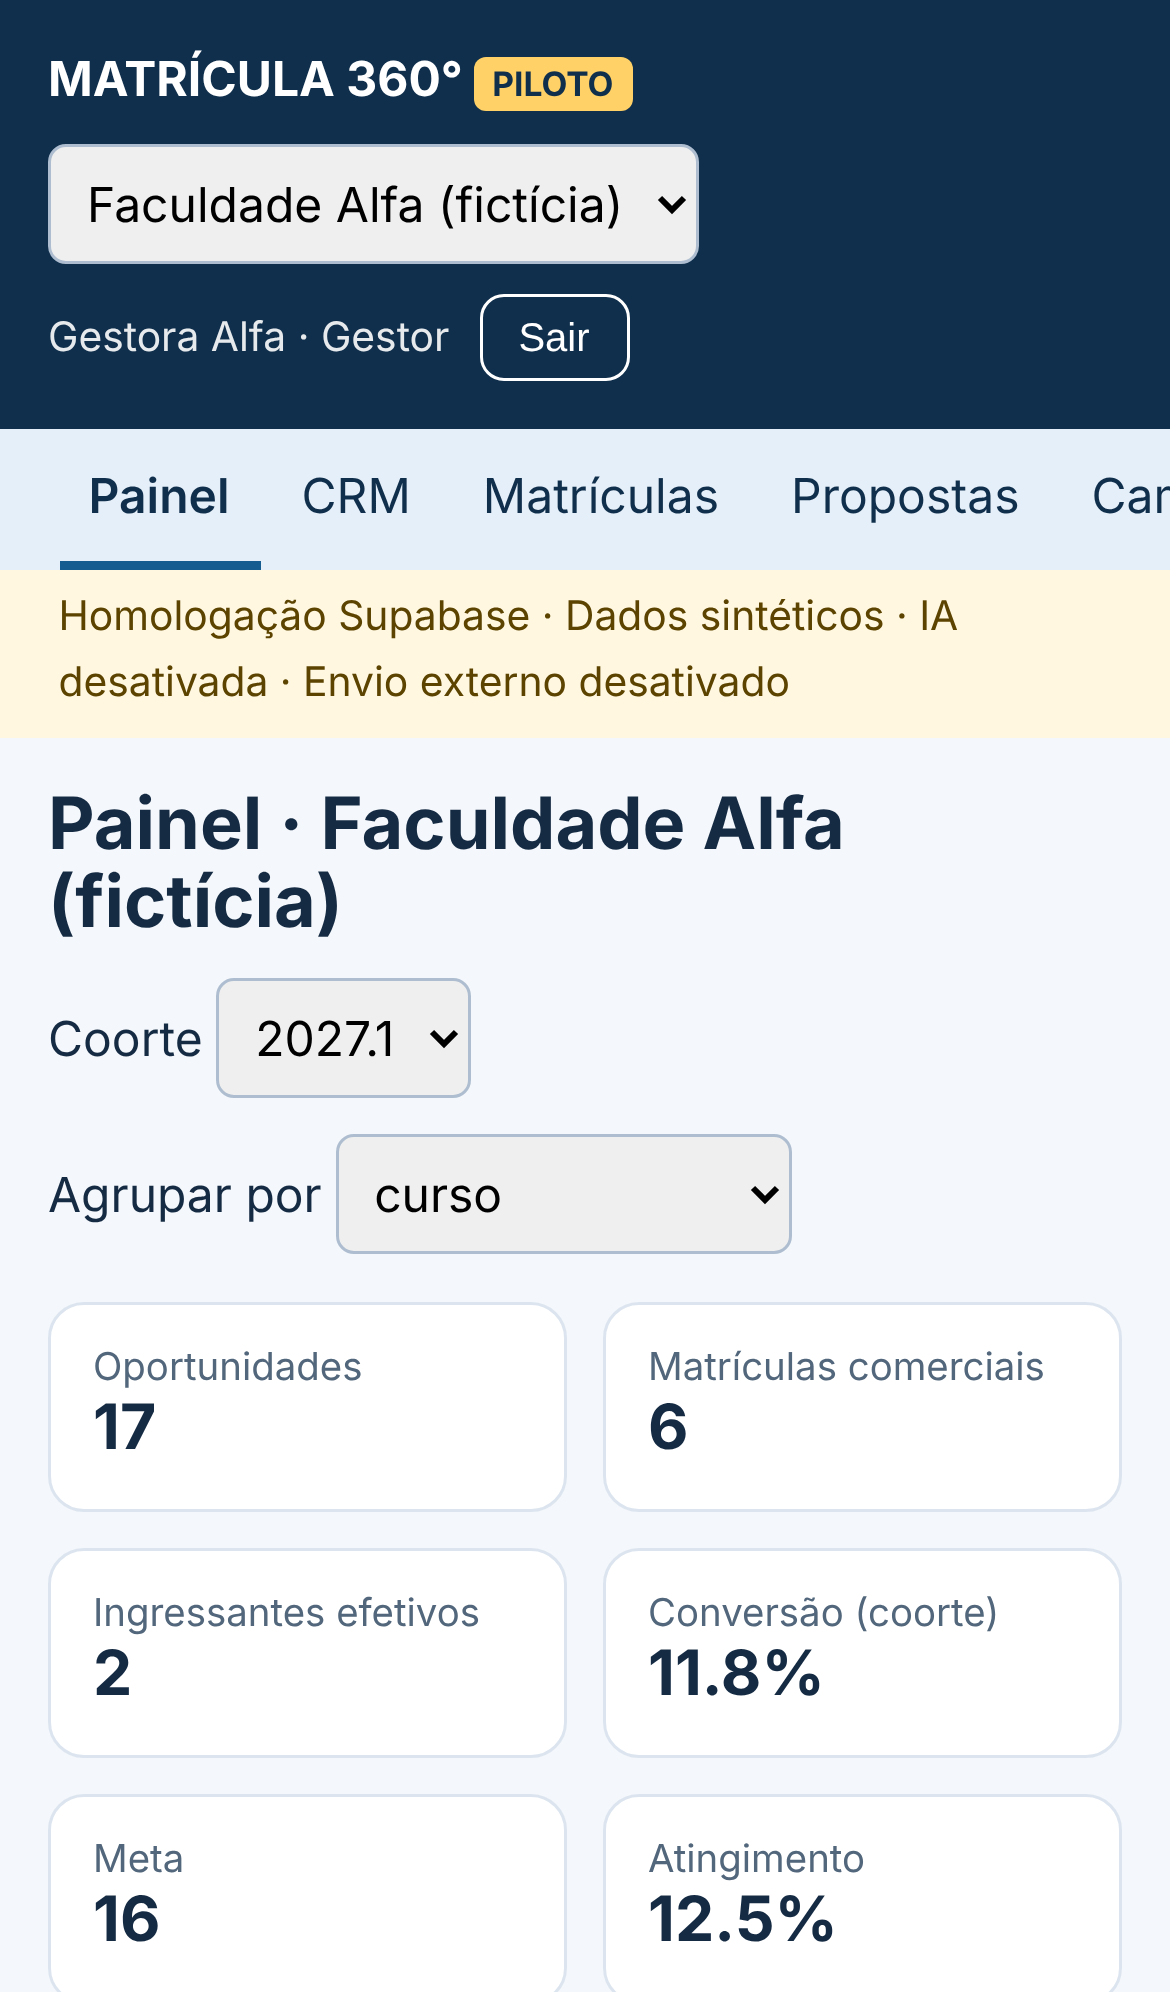 MATRÍCULA 360° PILOTO
Faculdade Alfa (fictícia)
Gestora Alfa · Gestor Sair
Painel CRM Matrículas Propostas
Homologação Supabase · Dados sintéticos · IA
desativada · Envio externo desativado
Painel · Faculdade Alfa
(fictícia)
Coorte 2027.1
Agrupar por curso
Oportunidades
17
Matrículas comerciais
6
Ingressantes efetivos
2
Conversão (coorte)
11.8%
Meta
16
Atingimento
12.5%